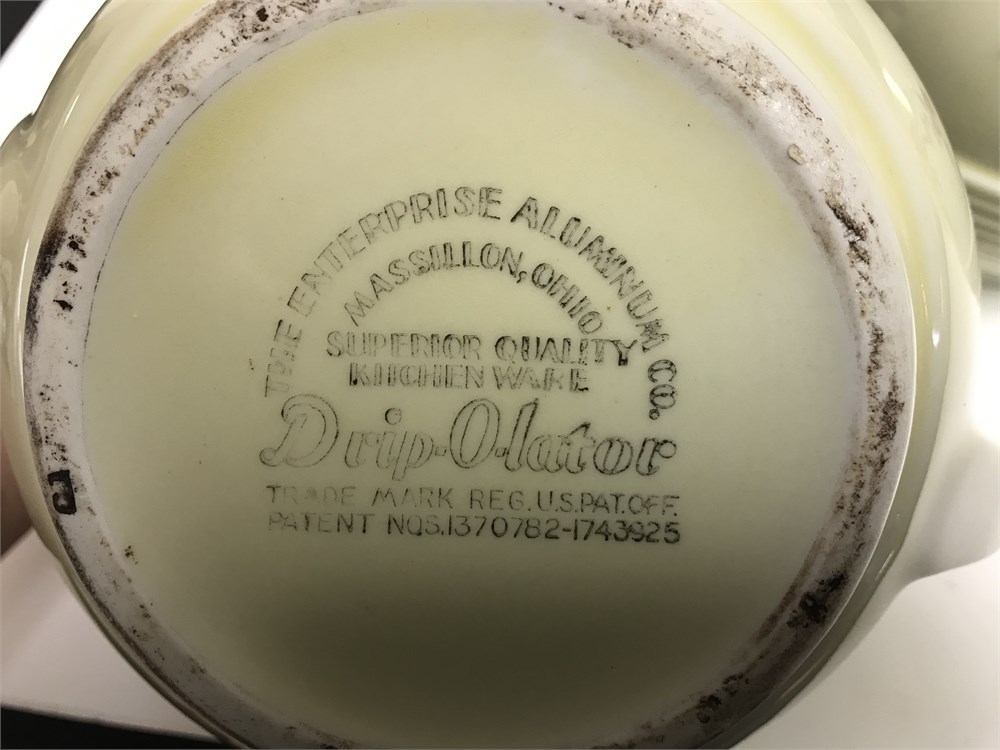 THE ENTERPRISE ALUMINUM CO.
MASSILLON, OHIO
SUPERIOR QUALITY
KITCHEN WARE
Drip-O-lator
TRADE MARK REG. U.S. PAT. OFF.
PATENT NOS. 1370782-1743925